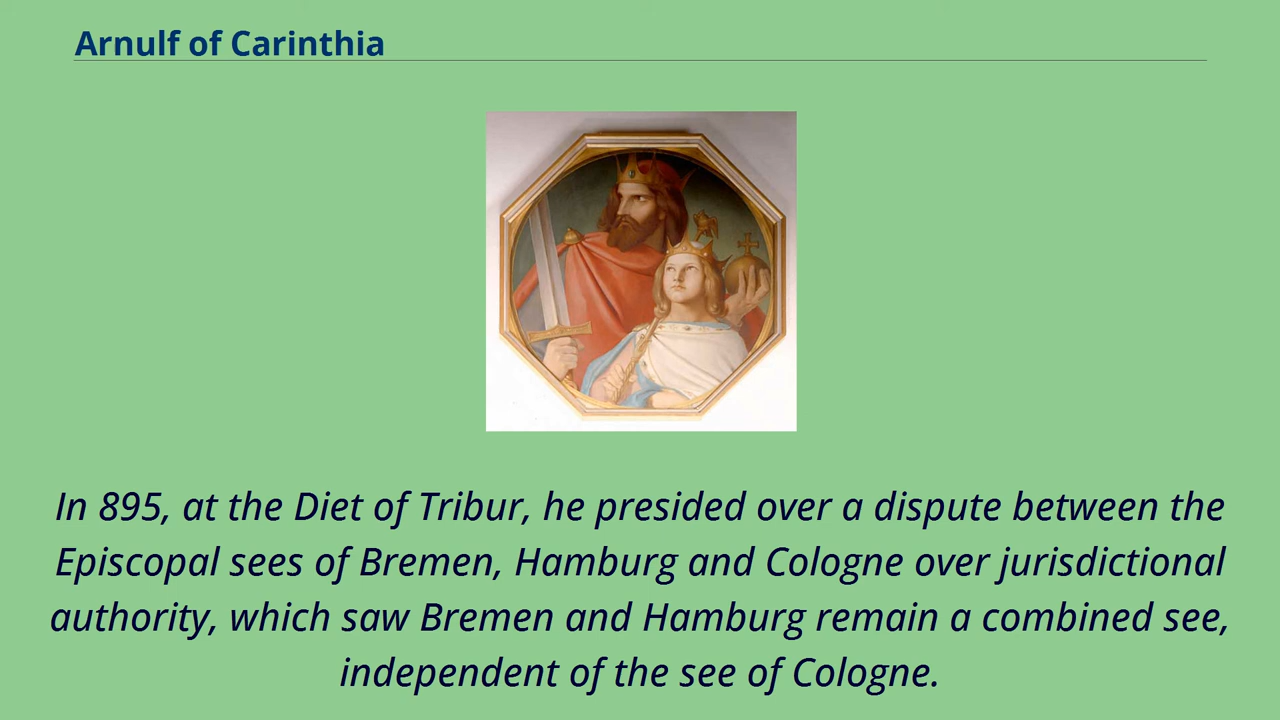 Arnulf of Carinthia
In 895, at the Diet of Tribur, he presided over a dispute between the
Episcopal sees of Bremen, Hamburg and Cologne over jurisdictional
authority, which saw Bremen and Hamburg remain a combined see,
independent of the see of Cologne.